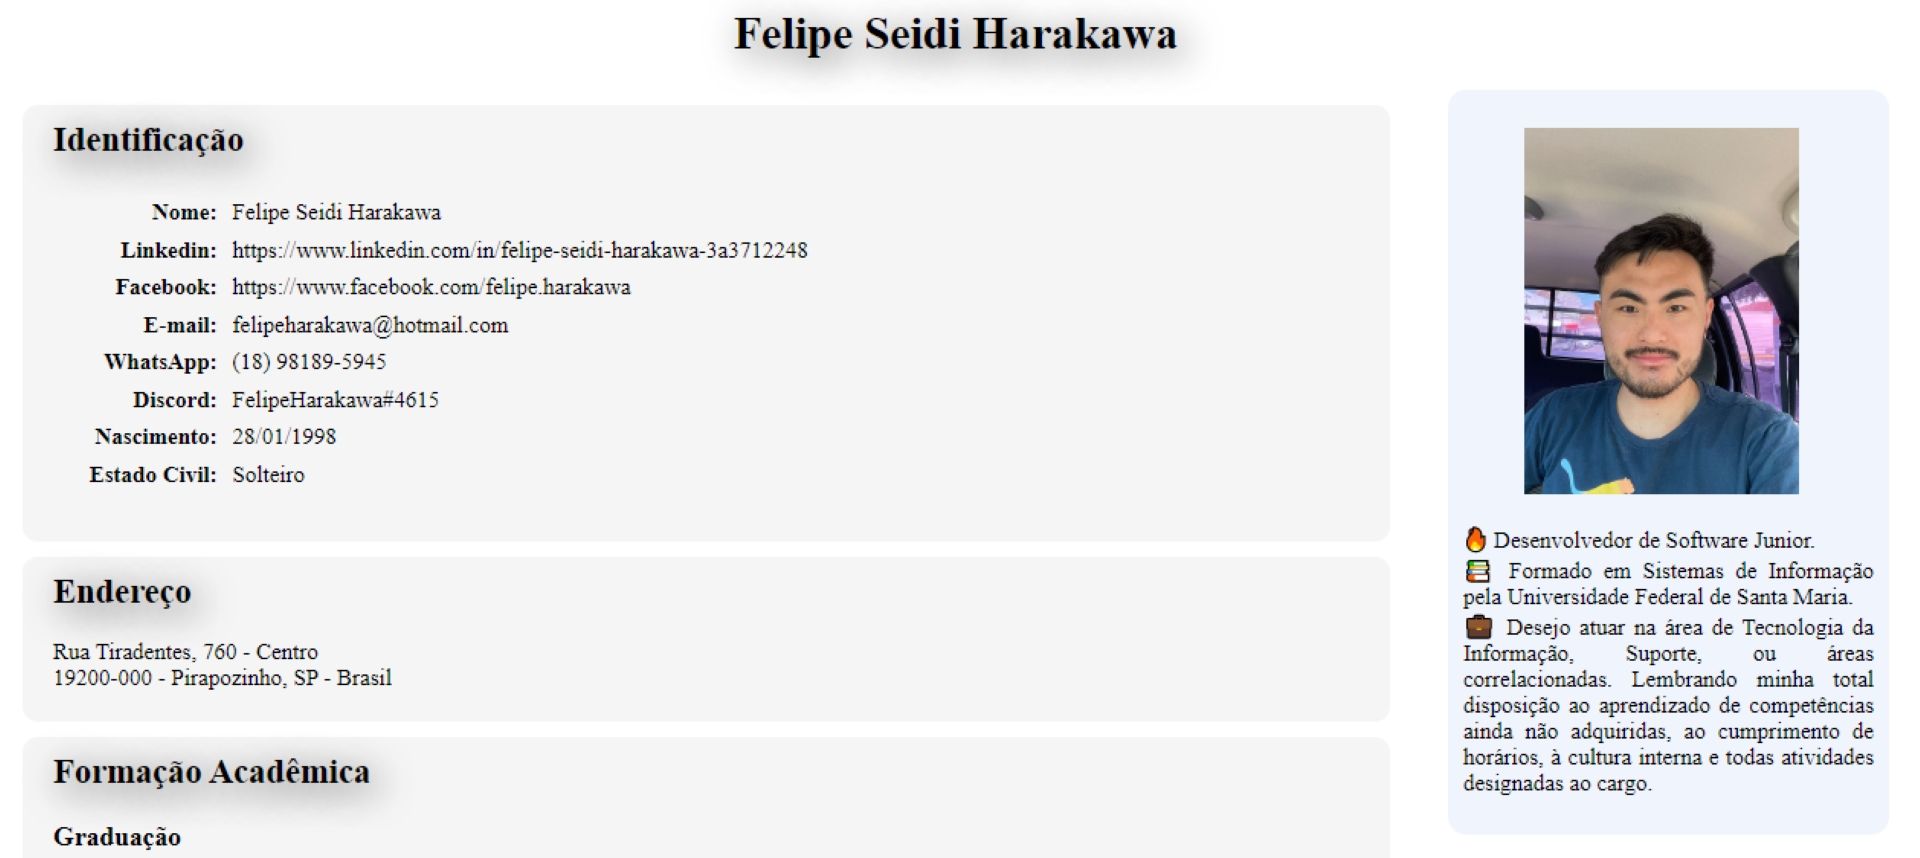 Felipe Seidi Harakawa
Identificação
Nome: Felipe Seidi Harakawa
Linkedin: https://www.linkedin.com/in/felipe-seidi-harakawa-3a3712248
Facebook: https://www.facebook.com/felipe.harakawa
E-mail: felipeharakawa@hotmail.com
WhatsApp: (18) 98189-5945
Discord: FelipeHarakawa#4615
Nascimento: 28/01/1998
Estado Civil: Solteiro
Endereço
Rua Tiradentes, 760 - Centro
19200-000 - Pirapozinho, SP - Brasil
Formação Acadêmica
Graduação
🔥 Desenvolvedor de Software Junior.
📚 Formado em Sistemas de Informação
pela Universidade Federal de Santa Maria.
💼 Desejo atuar na área de Tecnologia da
Informação, Suporte, ou áreas
correlacionadas. Lembrando minha total
disposição ao aprendizado de competências
ainda não adquiridas, ao cumprimento de
horários, à cultura interna e todas atividades
designadas ao cargo.